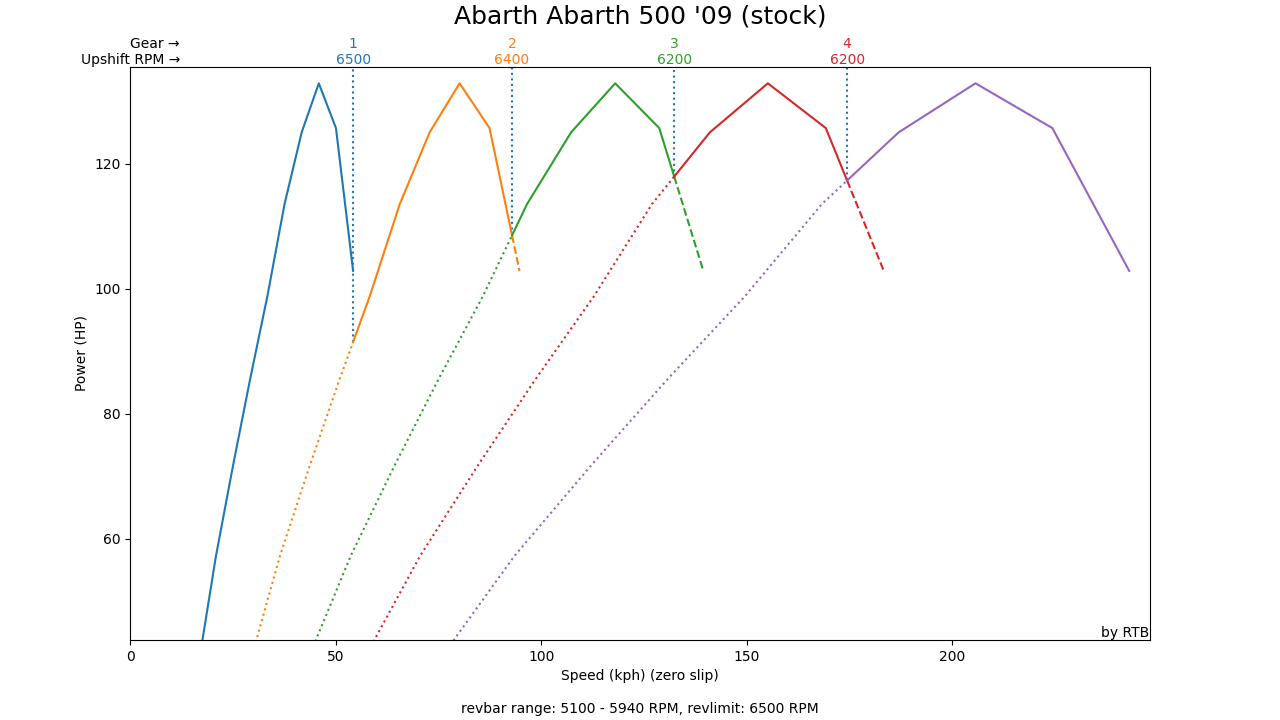 Abarth Abarth 500 '09 (stock)
Gear → 1 2 3 4
Upshift RPM → 6500 6400 6200 6200
120
100
80
60
Power (HP)
by RTB
0 50 100 150 200
Speed (kph) (zero slip)
revbar range: 5100 - 5940 RPM, revlimit: 6500 RPM